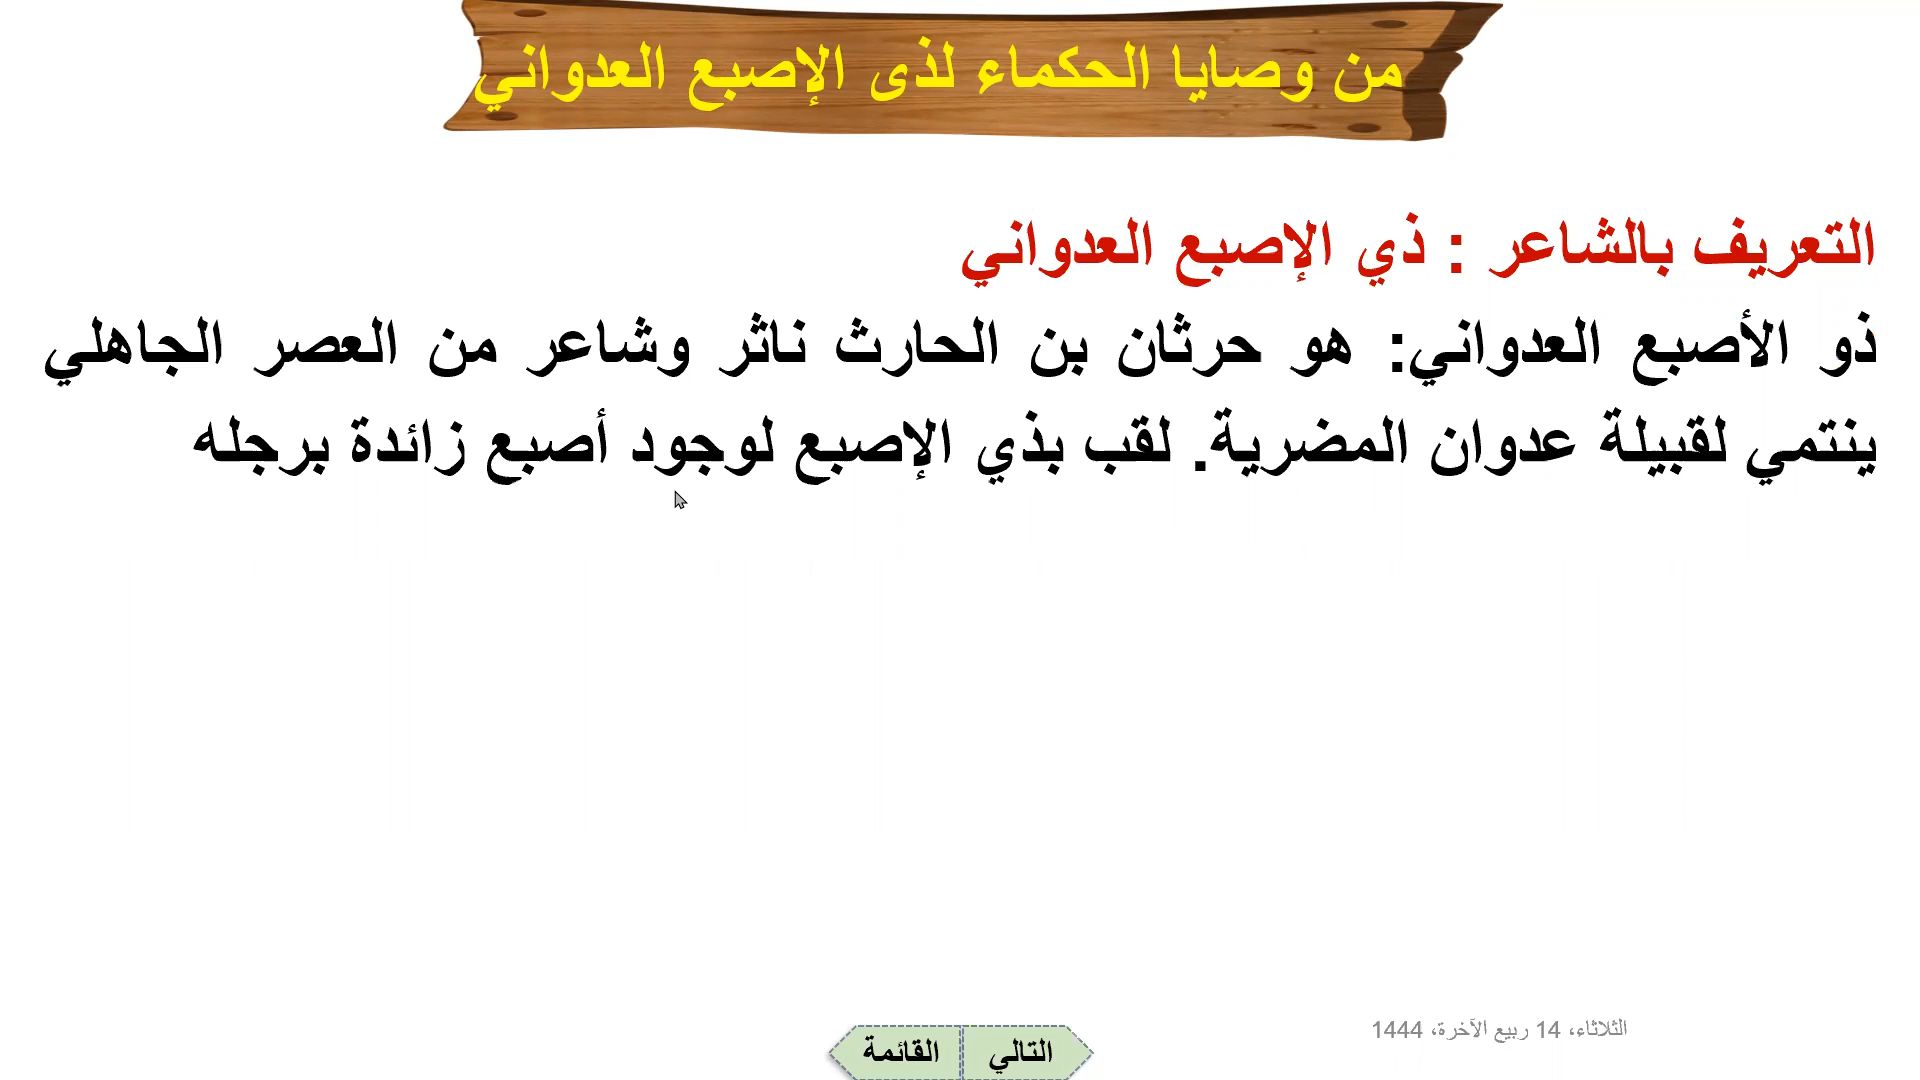 من وصايا الحكماء لذى الإصبع العدواني
التعريف بالشاعر : ذي الإصبع العدواني
ذو الأصبع العدواني: هو حرثان بن الحارث ناثر وشاعر من العصر الجاهلي
ينتمي لقبيلة عدوان المضرية. لقب بذي الإصبع لوجود أصبع زائدة برجله
الثلاثاء، 14 ربيع الآخرة، 1444
التالي
القائمة